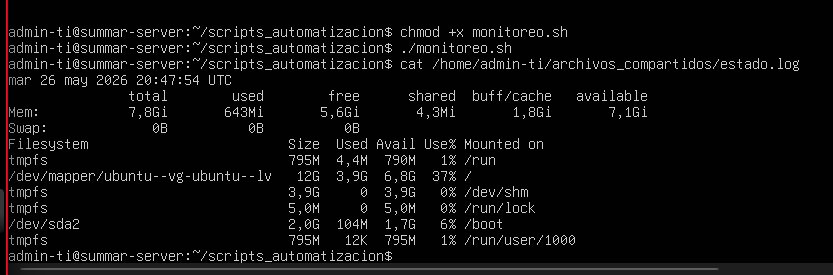 admin-ti@summar-server:~/scripts_automatizacion$ chmod +x monitoreo.sh
admin-ti@summar-server:~/scripts_automatizacion$ ./monitoreo.sh
admin-ti@summar-server:~/scripts_automatizacion$ cat /home/admin-ti/archivos_compartidos/estado.log
mar 26 may 2026 20:47:54 UTC
               total        used        free      shared  buff/cache   available
Mem:           7,8Gi       643Mi       5,6Gi       4,3Mi       1,8Gi       7,1Gi
Swap:             0B          0B          0B
Filesystem                         Size  Used Avail Use% Mounted on
tmpfs                              795M  4,4M  790M   1% /run
/dev/mapper/ubuntu--vg-ubuntu--lv   12G  3,9G  6,8G  37% /
tmpfs                              3,9G     0  3,9G   0% /dev/shm
tmpfs                              5,0M     0  5,0M   0% /run/lock
/dev/sda2                          2,0G  104M  1,7G   6% /boot
tmpfs                              795M   12K  795M   1% /run/user/1000
admin-ti@summar-server:~/scripts_automatizacion$